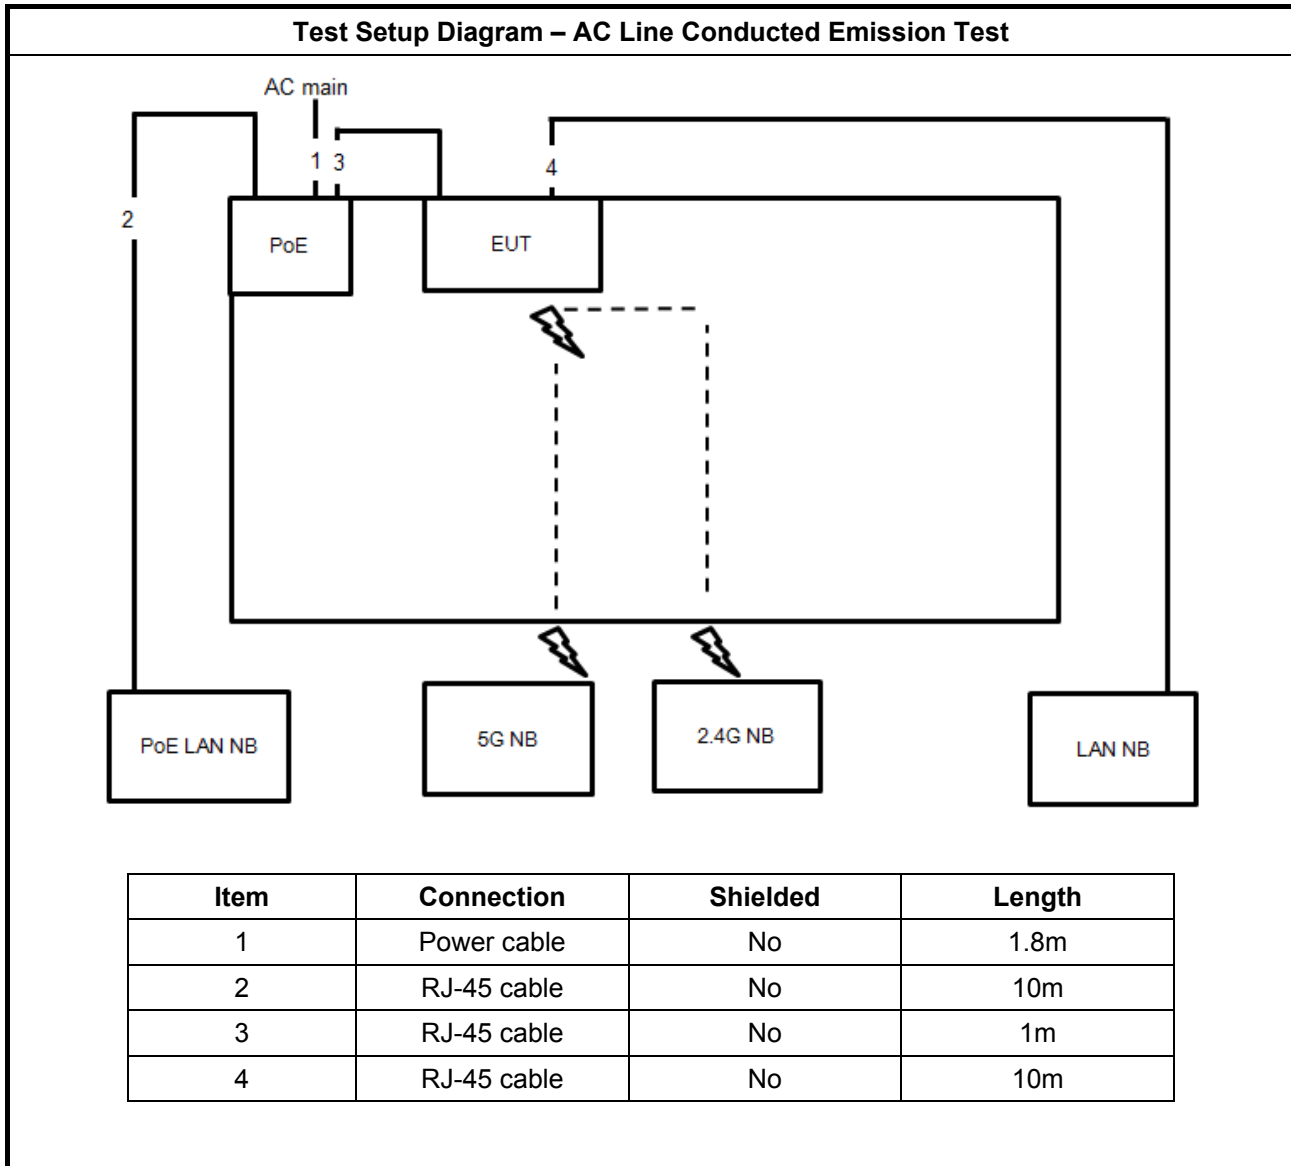 Test Setup Diagram – AC Line Conducted Emission Test
AC main
1 3
4
2
PoE
EUT
PoE LAN NB
5G NB
2.4G NB
LAN NB
Item Connection Shielded Length
1 Power cable No 1.8m
2 RJ-45 cable No 10m
3 RJ-45 cable No 1m
4 RJ-45 cable No 10m